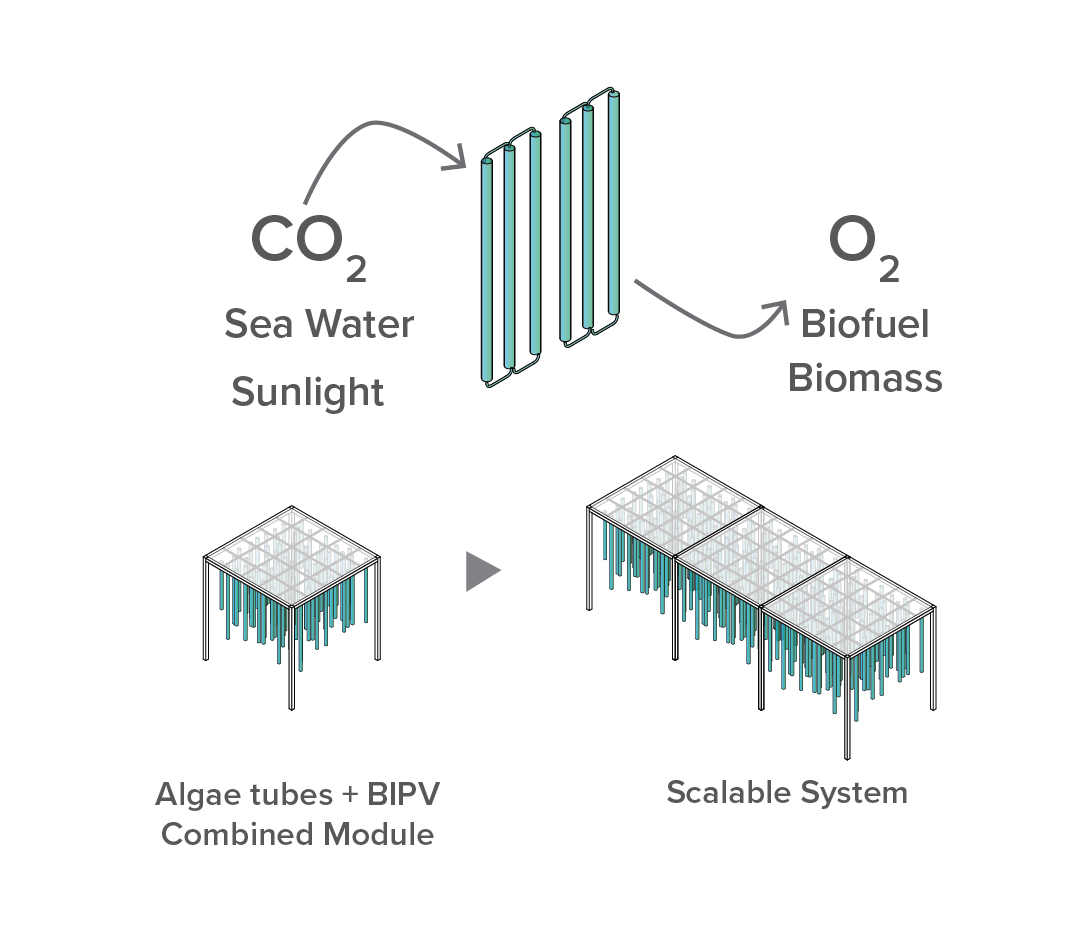 CO₂
Sea Water
Sunlight
O₂
Biofuel
Biomass
Algae tubes + BIPV
Combined Module
Scalable System